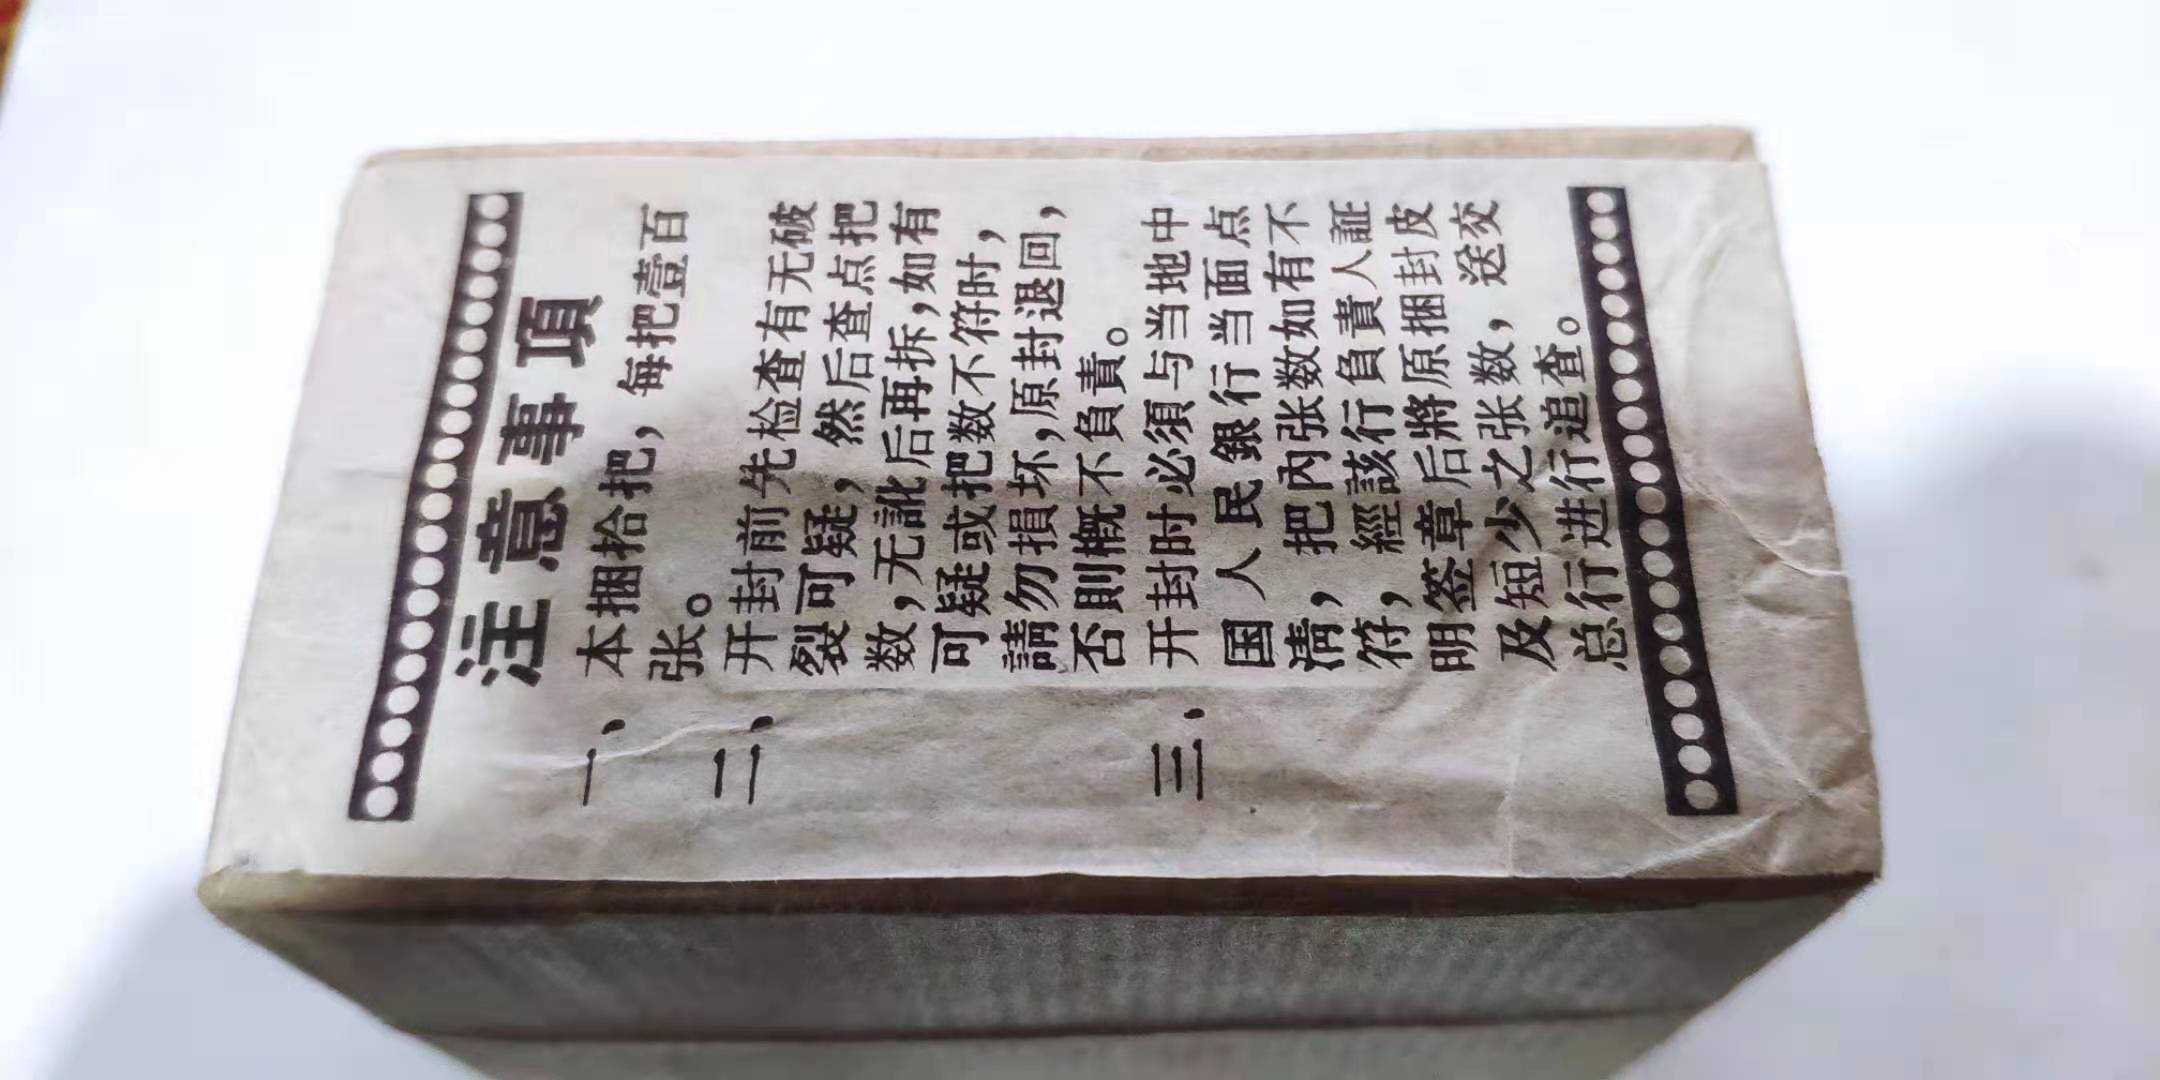 注意事項
一、本捆拾把，每把壹百
张。
二、开封前先检查有无破
裂可疑，然后查点把
数，无訛后再拆，如有
可疑或把数不符时，
請勿損坏，原封退回，
否則概不負責。
三、开封时必須与当地中
国人民銀行当面点
清，把內张数如有不
符，經該行負責人証
明签章后將原捆封皮
及短少之张数，送交
总行进行追查。